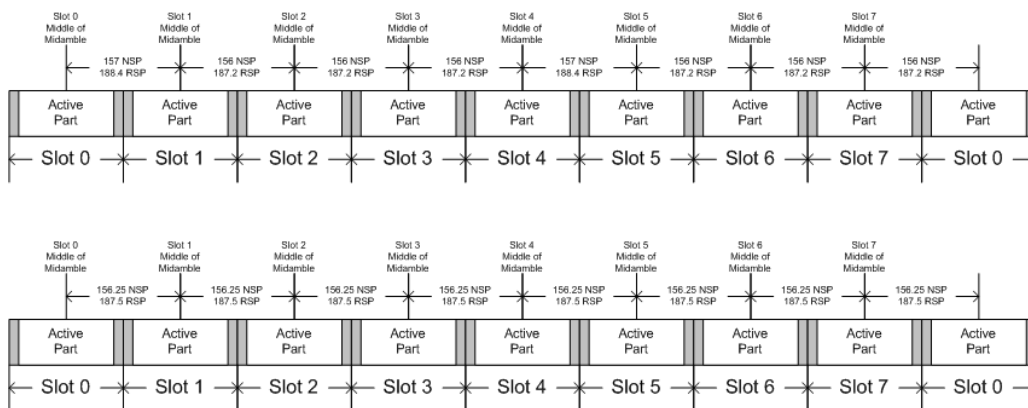 Slot 0 Slot 1 Slot 2 Slot 3 Slot 4 Slot 5 Slot 6 Slot 7
Middle of Middle of Middle of Middle of Middle of Middle of Middle of Middle of
Midamble Midamble Midamble Midamble Midamble Midamble Midamble Midamble
157 NSP 156 NSP 156 NSP 156 NSP 157 NSP 156 NSP 156 NSP 156 NSP
188.4 RSP 187.2 RSP 187.2 RSP 187.2 RSP 188.4 RSP 187.2 RSP 187.2 RSP 187.2 RSP
Active Active Active Active Active Active Active Active Active
Part Part Part Part Part Part Part Part Part
Slot 0 Slot 1 Slot 2 Slot 3 Slot 4 Slot 5 Slot 6 Slot 7 Slot 0
Slot 0 Slot 1 Slot 2 Slot 3 Slot 4 Slot 5 Slot 6 Slot 7
Middle of Middle of Middle of Middle of Middle of Middle of Middle of Middle of
Midamble Midamble Midamble Midamble Midamble Midamble Midamble Midamble
156.25 NSP 156.25 NSP 156.25 NSP 156.25 NSP 156.25 NSP 156.25 NSP 156.25 NSP 156.25 NSP
187.5 RSP 187.5 RSP 187.5 RSP 187.5 RSP 187.5 RSP 187.5 RSP 187.5 RSP 187.5 RSP
Active Active Active Active Active Active Active Active Active
Part Part Part Part Part Part Part Part Part
Slot 0 Slot 1 Slot 2 Slot 3 Slot 4 Slot 5 Slot 6 Slot 7 Slot 0